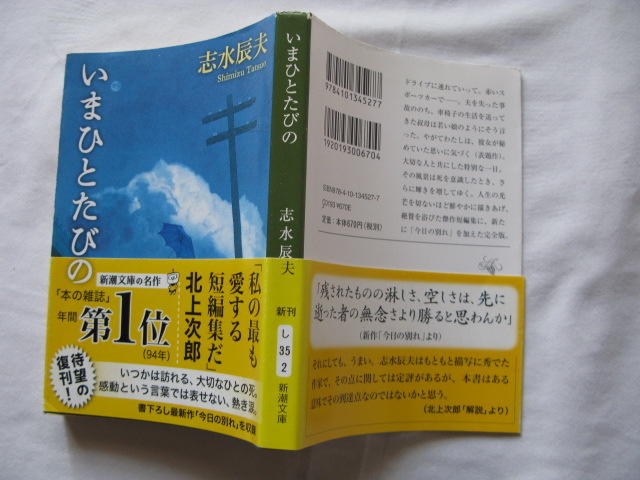 志水辰夫
Shimizu Tatsuo
いまひとたびの
新潮文庫の名作
「本の雑誌」
年間
第1位
(94年)
「私の最も
愛する
短編集だ」
北上次郎
待望の
復刊!
いつかは訪れる、大切なひとの死。
感動という言葉では表せない、熱き涙。
書下ろし最新作「今日の別れ」を収録
いまひとたびの
志水辰夫
新刊
し
35
2
新潮文庫
9784101345277
1920193006704
ISBN978-4-10-134527-7
C0193 ¥670E
定価:本体670円(税別)
ドライブに連れていって。赤いス
ポーツカーで――。夫を失った事
故ののち、車椅子の生活を送って
きた叔母は若い娘のようにそう言
った。やがてわたしは、彼女が秘
めていた思いに気づく(表題作)。
大切な人と共にした特別な一日。
その風景は死を意識したとき、さ
らに輝きを増してゆく。人生の光
芒を切ないほど鮮やかに描きあげ、
絶賛を浴びた傑作短編集に、新た
に「今日の別れ」を加えた完全版。
「残されたものの淋しさ、空しさは、先に
逝った者の無念さより勝ると思わんか」
(新作「今日の別れ」より)
それにしても、うまい。志水辰夫はもともと描写に秀でた
作家で、その点に関しては定評があるが、本書はある
意味でその到達点なのではないかと思う。
(北上次郎「解説」より)